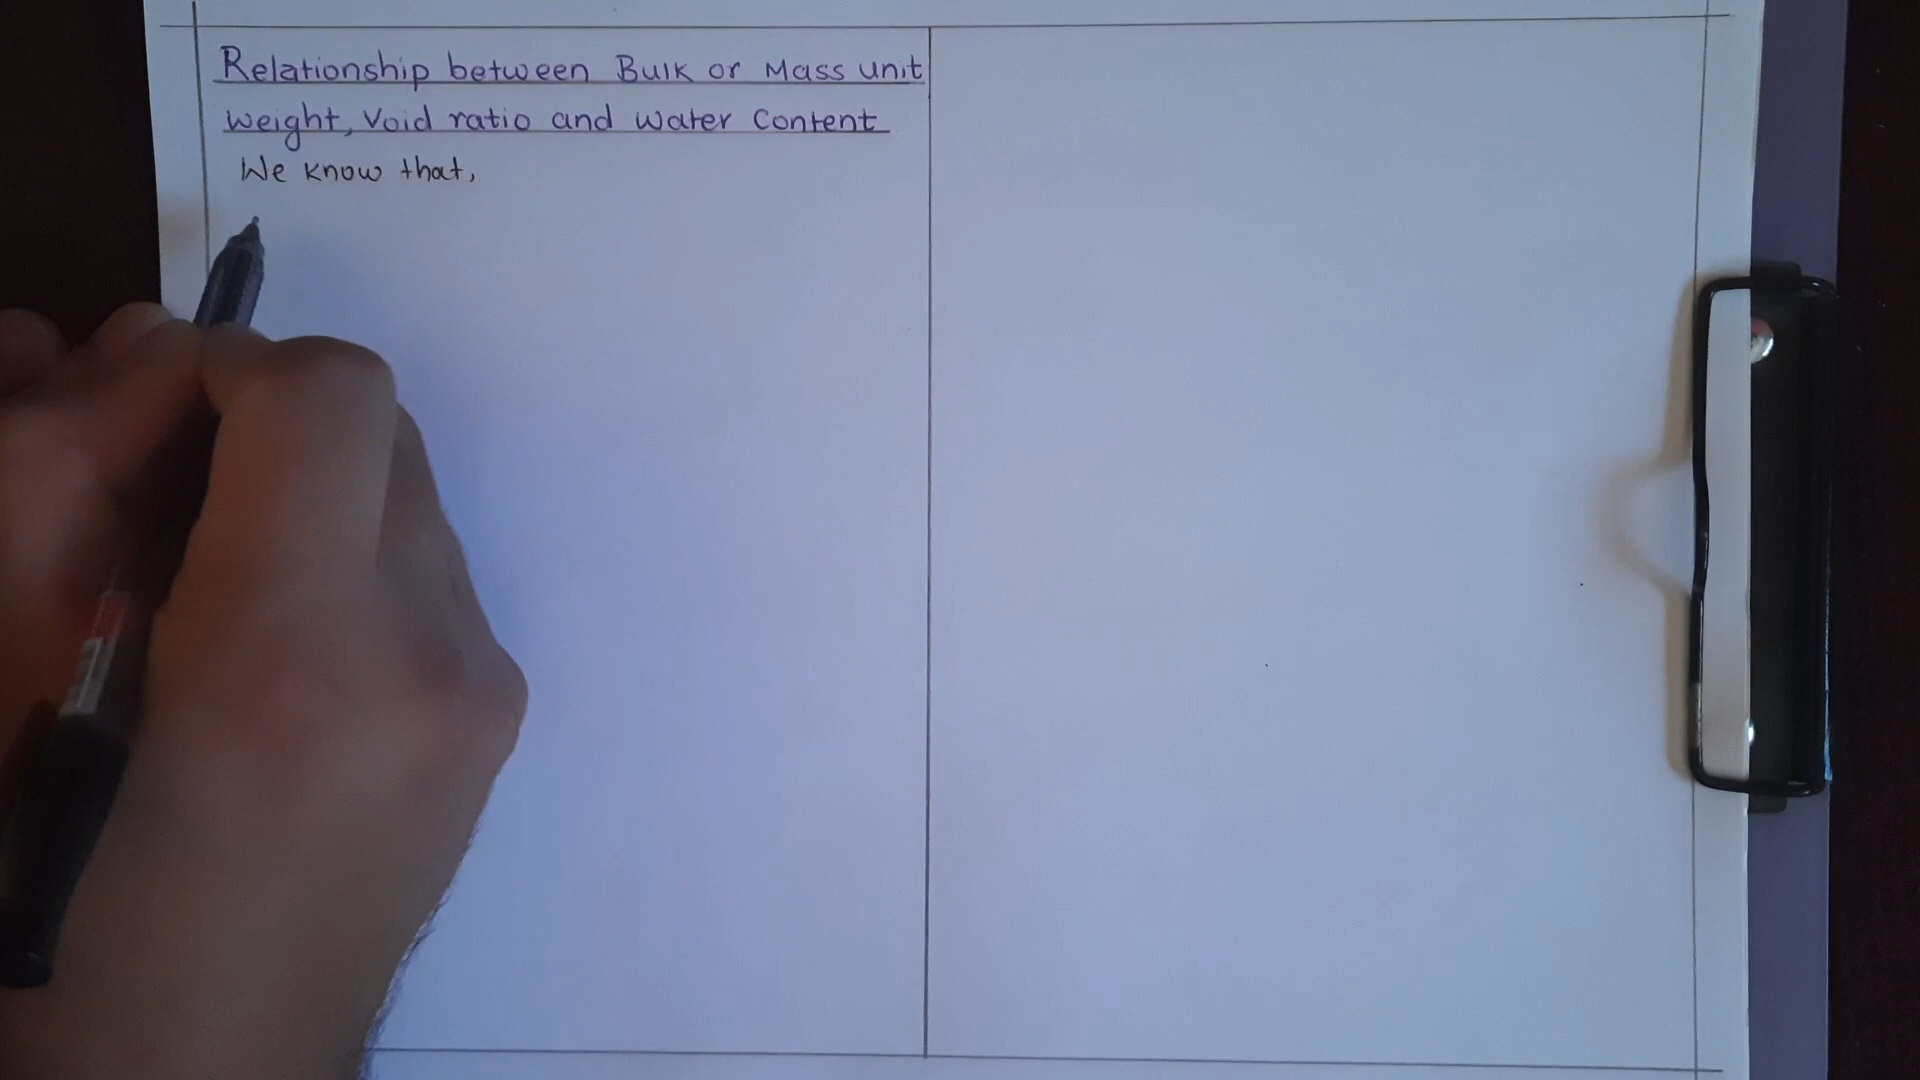 Relationship between Bulk or Mass unit
weight, Void ratio and water Content
We know that,